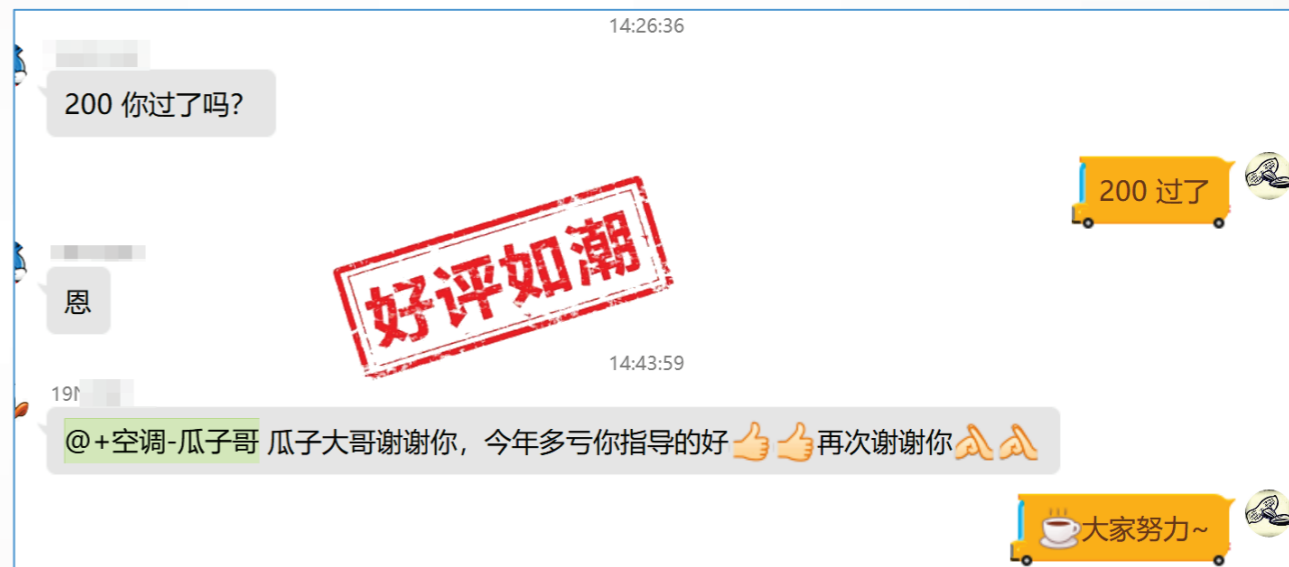 14:26:36
200 你过了吗？
200 过了
恩
好评如潮
14:43:59
19
@+空调-瓜子哥 瓜子大哥谢谢你，今年多亏你指导的好👍👍再次谢谢你🙏🙏
☕大家努力~